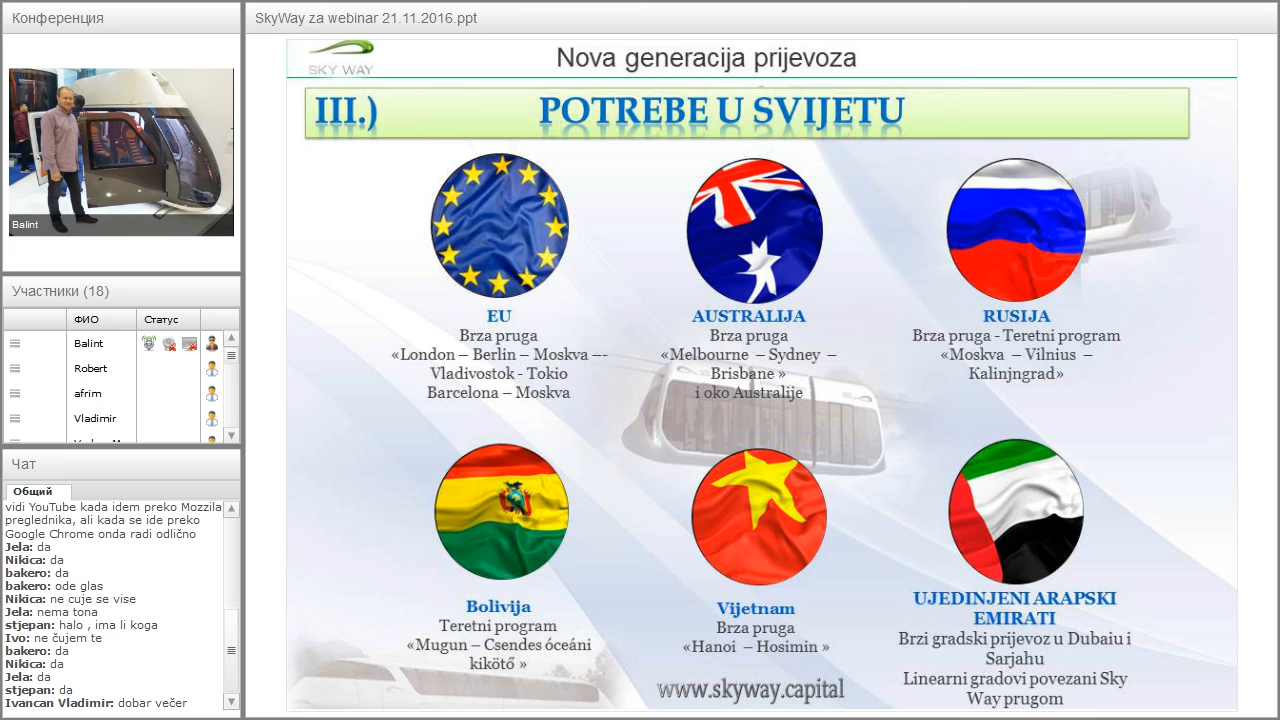 Конференция
Balint
Участники (18)
ФИО Статус
Balint
Robert
afrim
Vladimir
Чат
Общий
vidi YouTube kada idem preko Mozzila
preglednika, ali kada se ide preko
Google Chrome onda radi odlično
Jela: da
Nikica: da
bakero: da
bakero: ode glas
Nikica: ne cuje se vise
Jela: nema tona
stjepan: halo , ima li koga
Ivo: ne čujem te
bakero: da
Nikica: da
Jela: da
stjepan: da
Ivancan Vladimir: dobar večer
SkyWay za webinar 21.11.2016.ppt
SKY WAY
Nova generacija prijevoza
III.) POTREBE U SVIJETU
EU
Brza pruga
«London – Berlin – Moskva –-
Vladivostok - Tokio
Barcelona – Moskva
AUSTRALIJA
Brza pruga
«Melbourne – Sydney –
Brisbane »
i oko Australije
RUSIJA
Brza pruga - Teretni program
«Moskva – Vilnius –
Kalinjngrad»
Bolivija
Teretni program
«Mugun – Csendes óceáni
kikötő »
Vijetnam
Brza pruga
«Hanoi – Hosimin »
UJEDINJENI ARAPSKI
EMIRATI
Brzi gradski prijevoz u Dubaiu i
Sarjahu
Linearni gradovi povezani Sky
Way prugom
www.skyway.capital